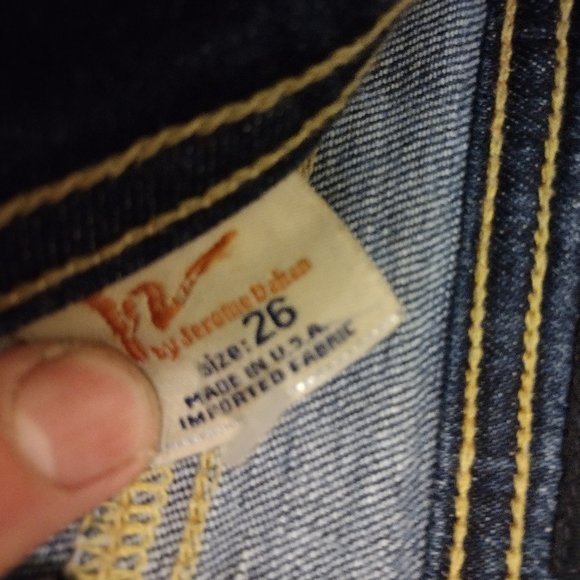 by Jerome Dahan
size: 26
MADE IN U.S.A.
IMPORTED FABRIC